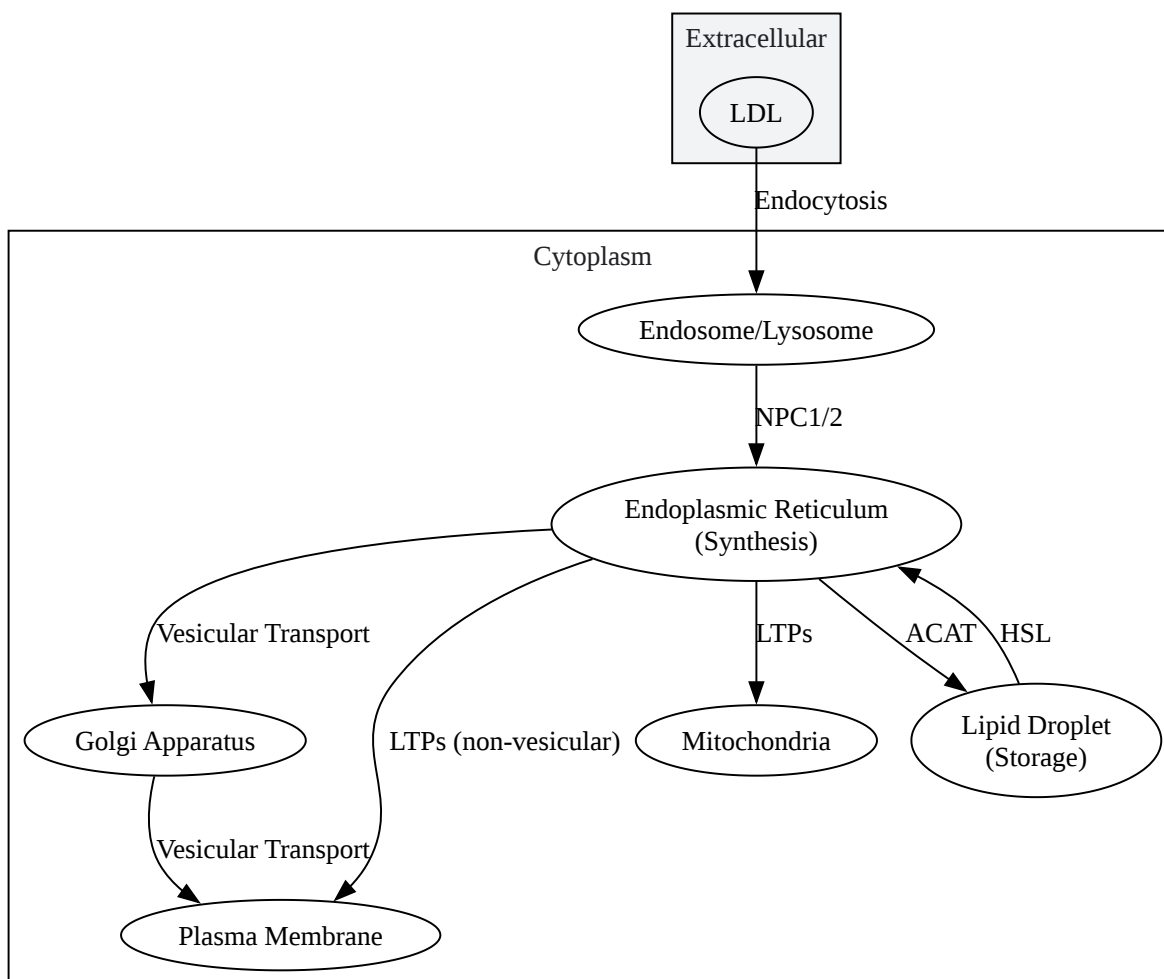 Extracellular
LDL
Endocytosis
Cytoplasm
Endosome/Lysosome
NPC1/2
Endoplasmic Reticulum
(Synthesis)
Vesicular Transport
LTPs
ACAT
HSL
Golgi Apparatus
LTPs (non-vesicular)
Mitochondria
Lipid Droplet
(Storage)
Vesicular Transport
Plasma Membrane